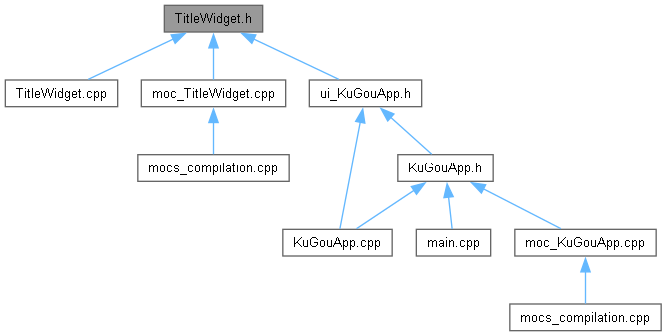 TitleWidget.h
TitleWidget.cpp
moc_TitleWidget.cpp
ui_KuGouApp.h
mocs_compilation.cpp
KuGouApp.h
KuGouApp.cpp
main.cpp
moc_KuGouApp.cpp
mocs_compilation.cpp